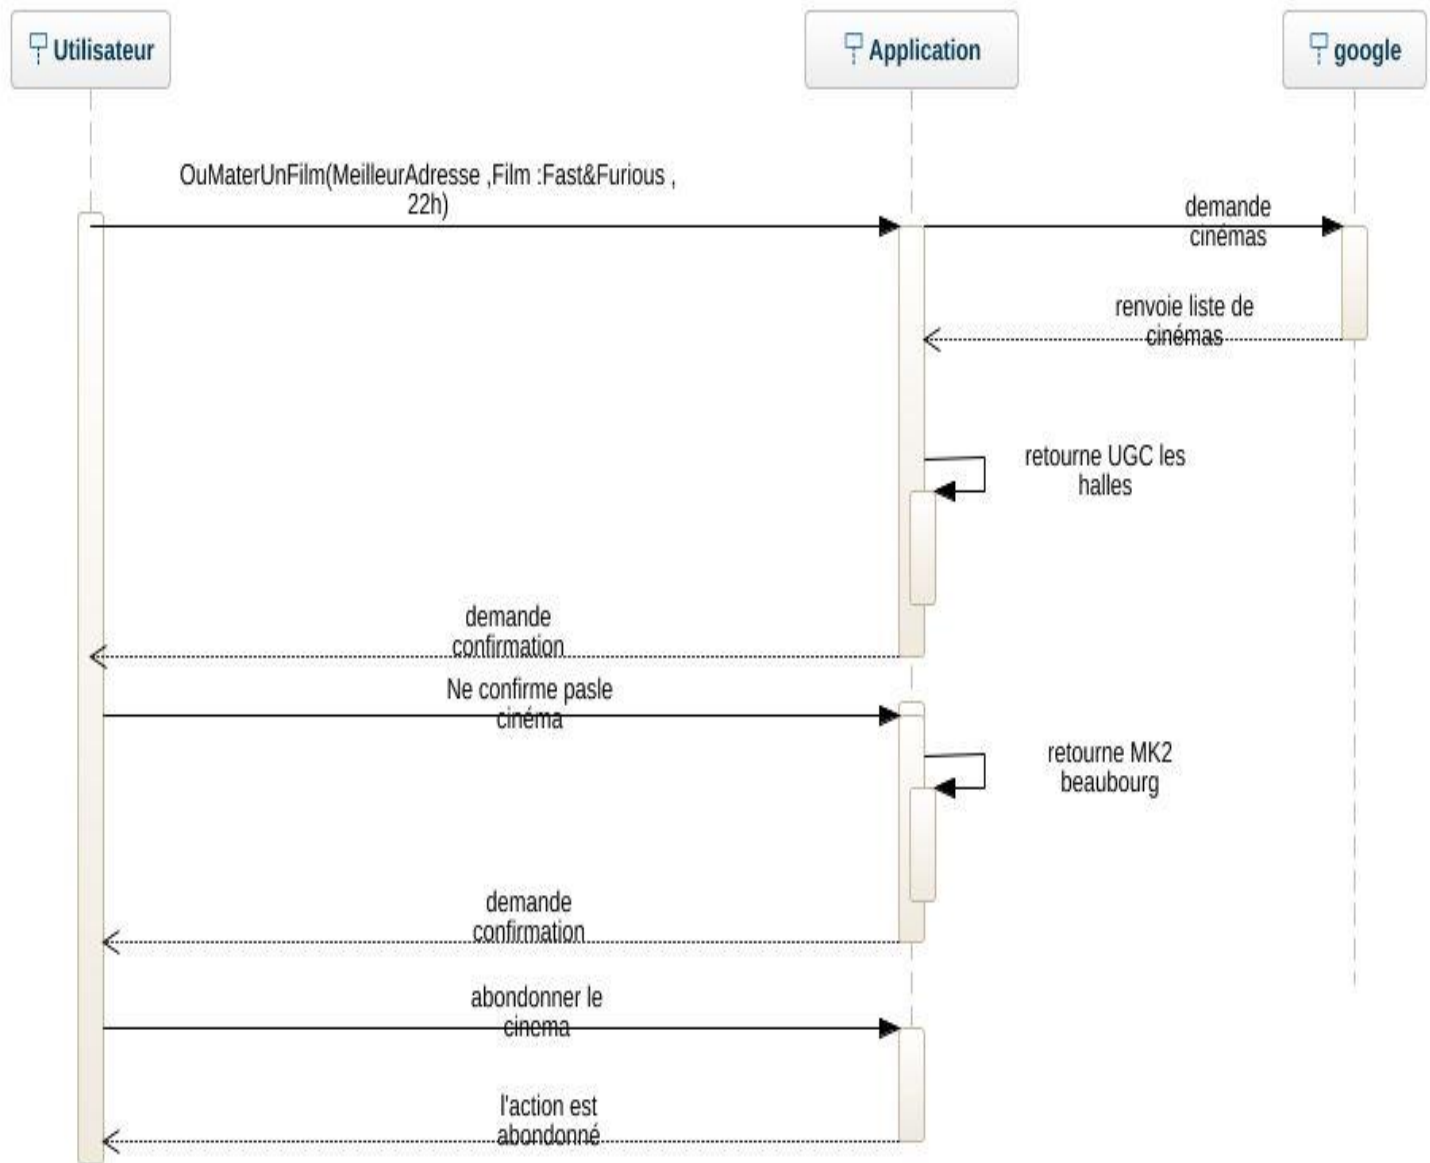 Utilisateur
Application
google
OuMaterUnFilm(MeilleurAdresse ,Film :Fast&Furious ,
22h)
demande
cinémas
renvoie liste de
cinémas
retourne UGC les
halles
demande
confirmation
Ne confirme pasle
cinéma
retourne MK2
beaubourg
demande
confirmation
abondonner le
cinema
l'action est
abondonné